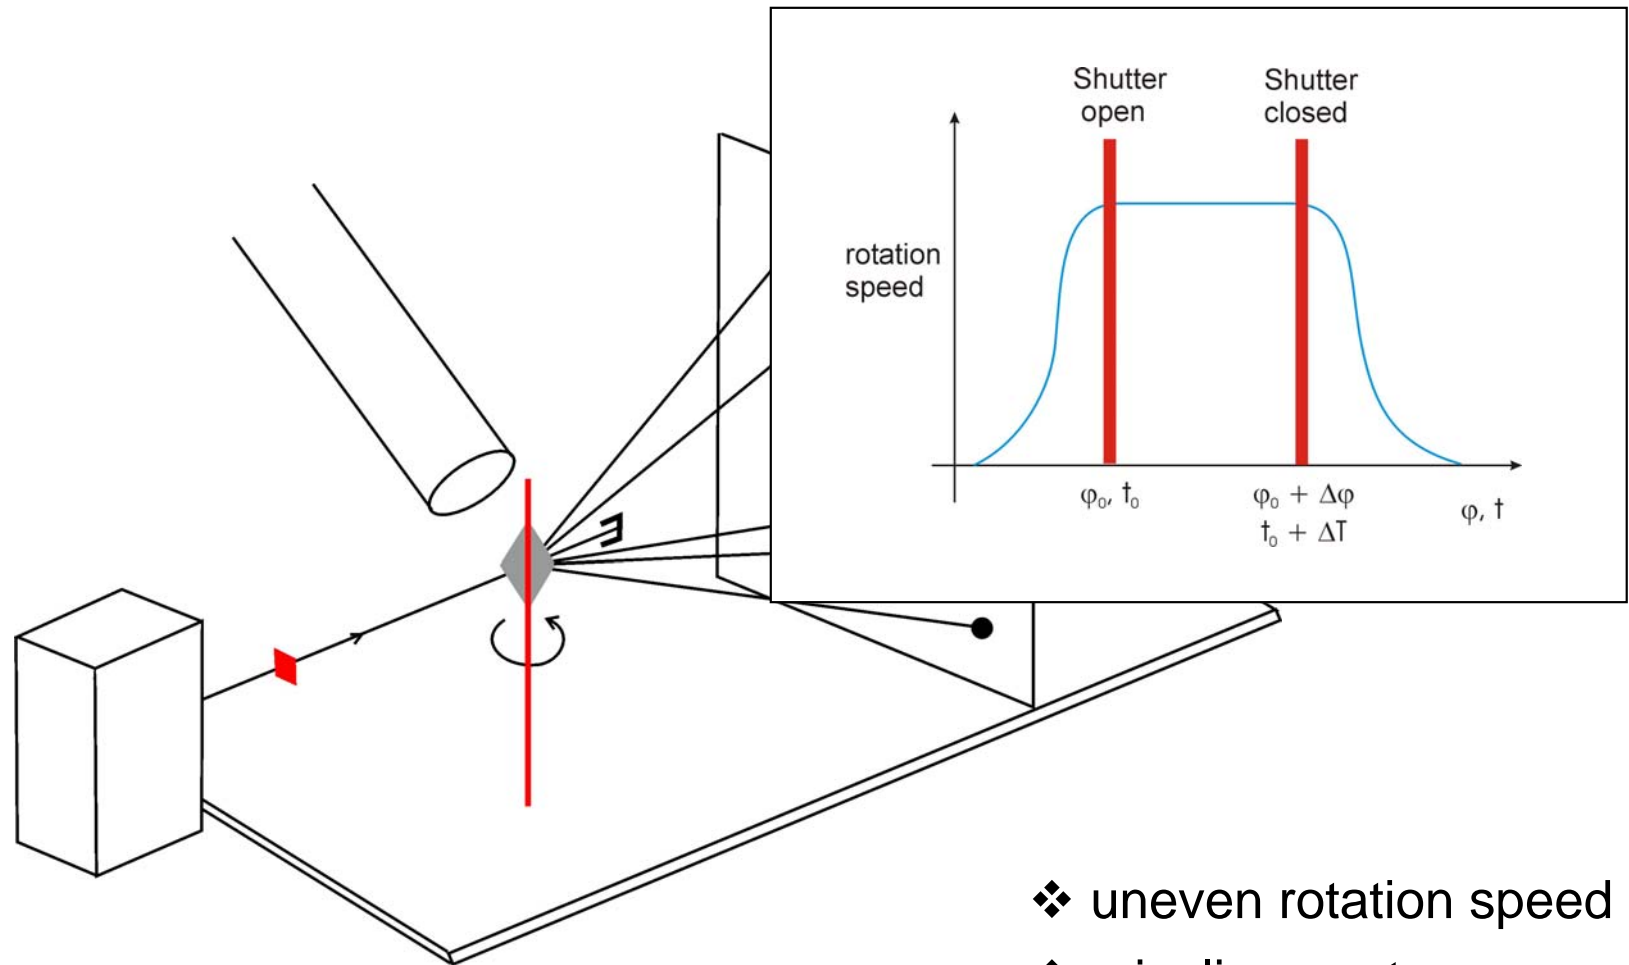 Shutter
open
Shutter
closed
rotation
speed
φ₀, t₀
φ₀ + Δφ
t₀ + ΔT
φ, t
❖ uneven rotation speed